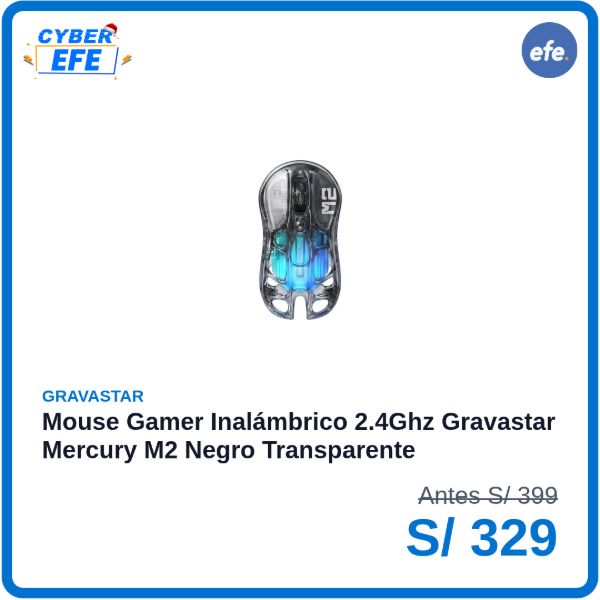 CYBER
EFE
efe.
M2
GRAVASTAR
Mouse Gamer Inalámbrico 2.4Ghz Gravastar
Mercury M2 Negro Transparente
Antes S/ 399
S/ 329